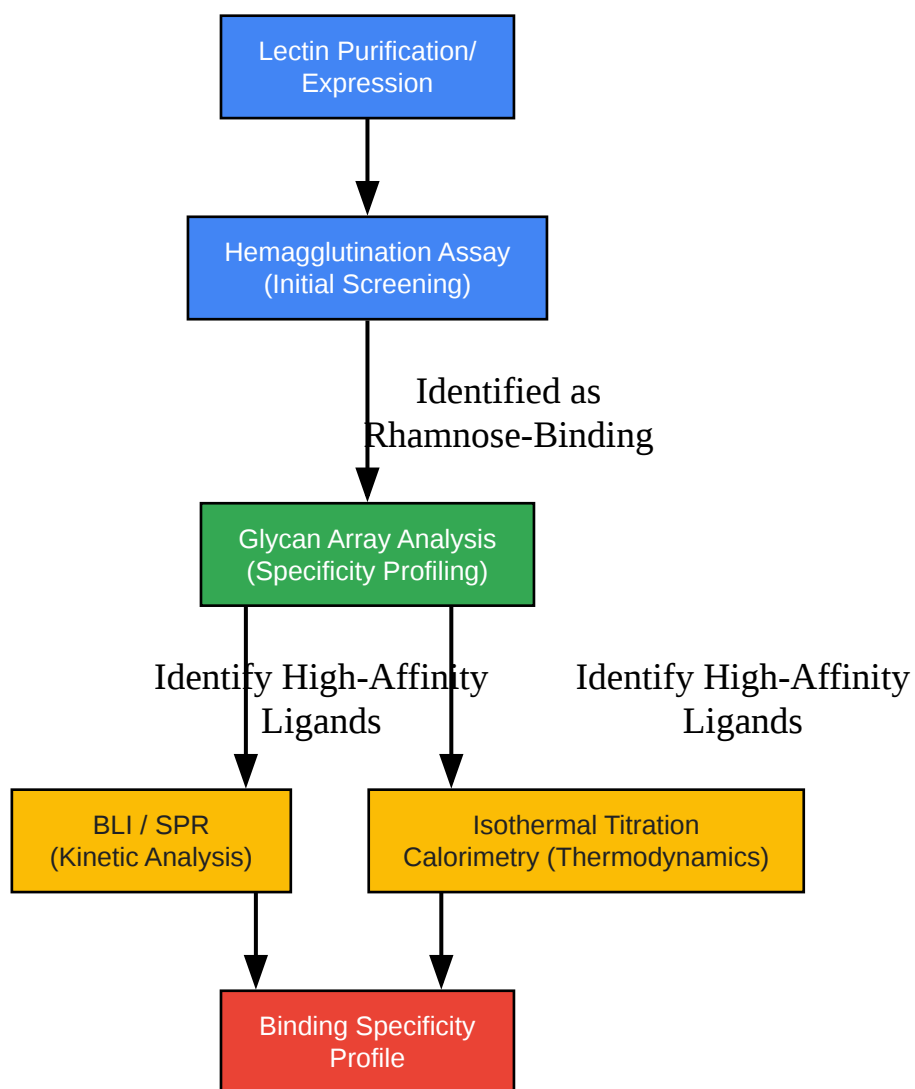 Lectin Purification/
Expression
Hemagglutination Assay
(Initial Screening)
Identified as
Rhamnose-Binding
Glycan Array Analysis
(Specificity Profiling)
Identify High-Affinity
Ligands
Identify High-Affinity
Ligands
BLI / SPR
(Kinetic Analysis)
Isothermal Titration
Calorimetry (Thermodynamics)
Binding Specificity
Profile